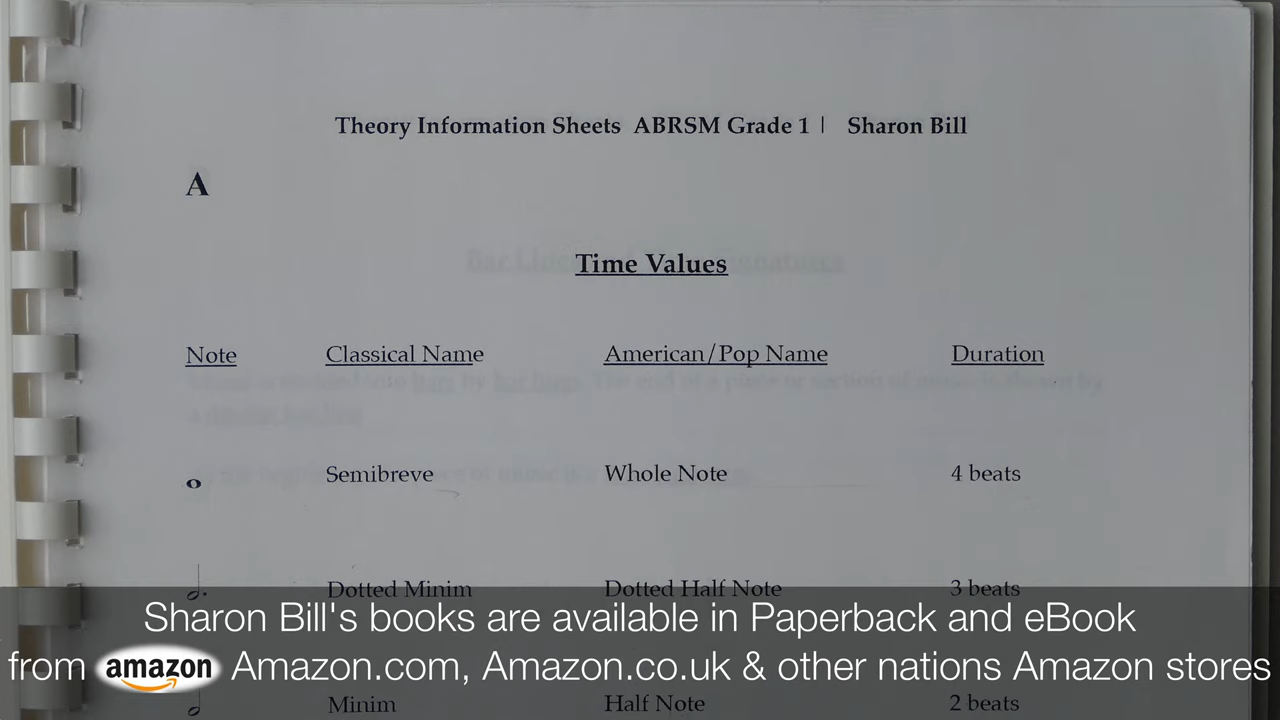 Theory Information Sheets ABRSM Grade 1 | Sharon Bill
A
Time Values
Note Classical Name American/Pop Name Duration
Semibreve Whole Note 4 beats
Dotted Minim Dotted Half Note 3 beats
Sharon Bill's books are available in Paperback and eBook
from amazon Amazon.com, Amazon.co.uk & other nations Amazon stores
Minim Half Note 2 beats